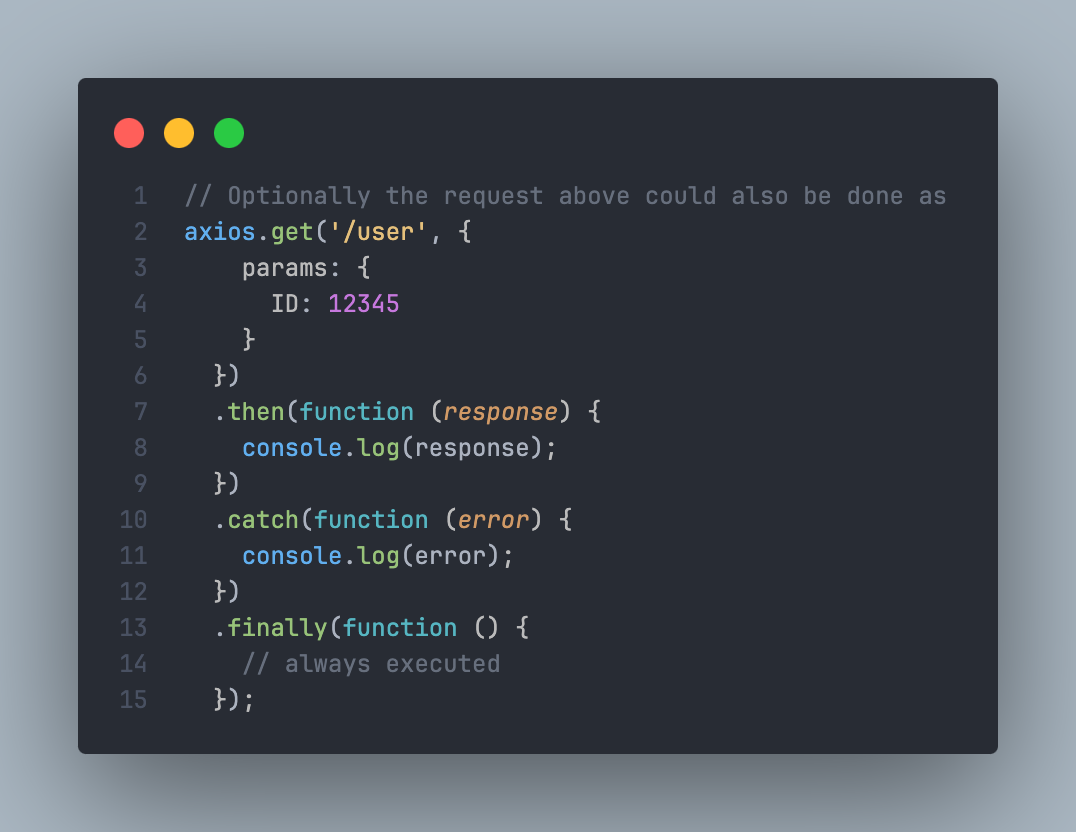 1 // Optionally the request above could also be done as
2 axios.get('/user', {
3     params: {
4       ID: 12345
5     }
6   })
7   .then(function (response) {
8     console.log(response);
9   })
10   .catch(function (error) {
11     console.log(error);
12   })
13   .finally(function () {
14     // always executed
15   });